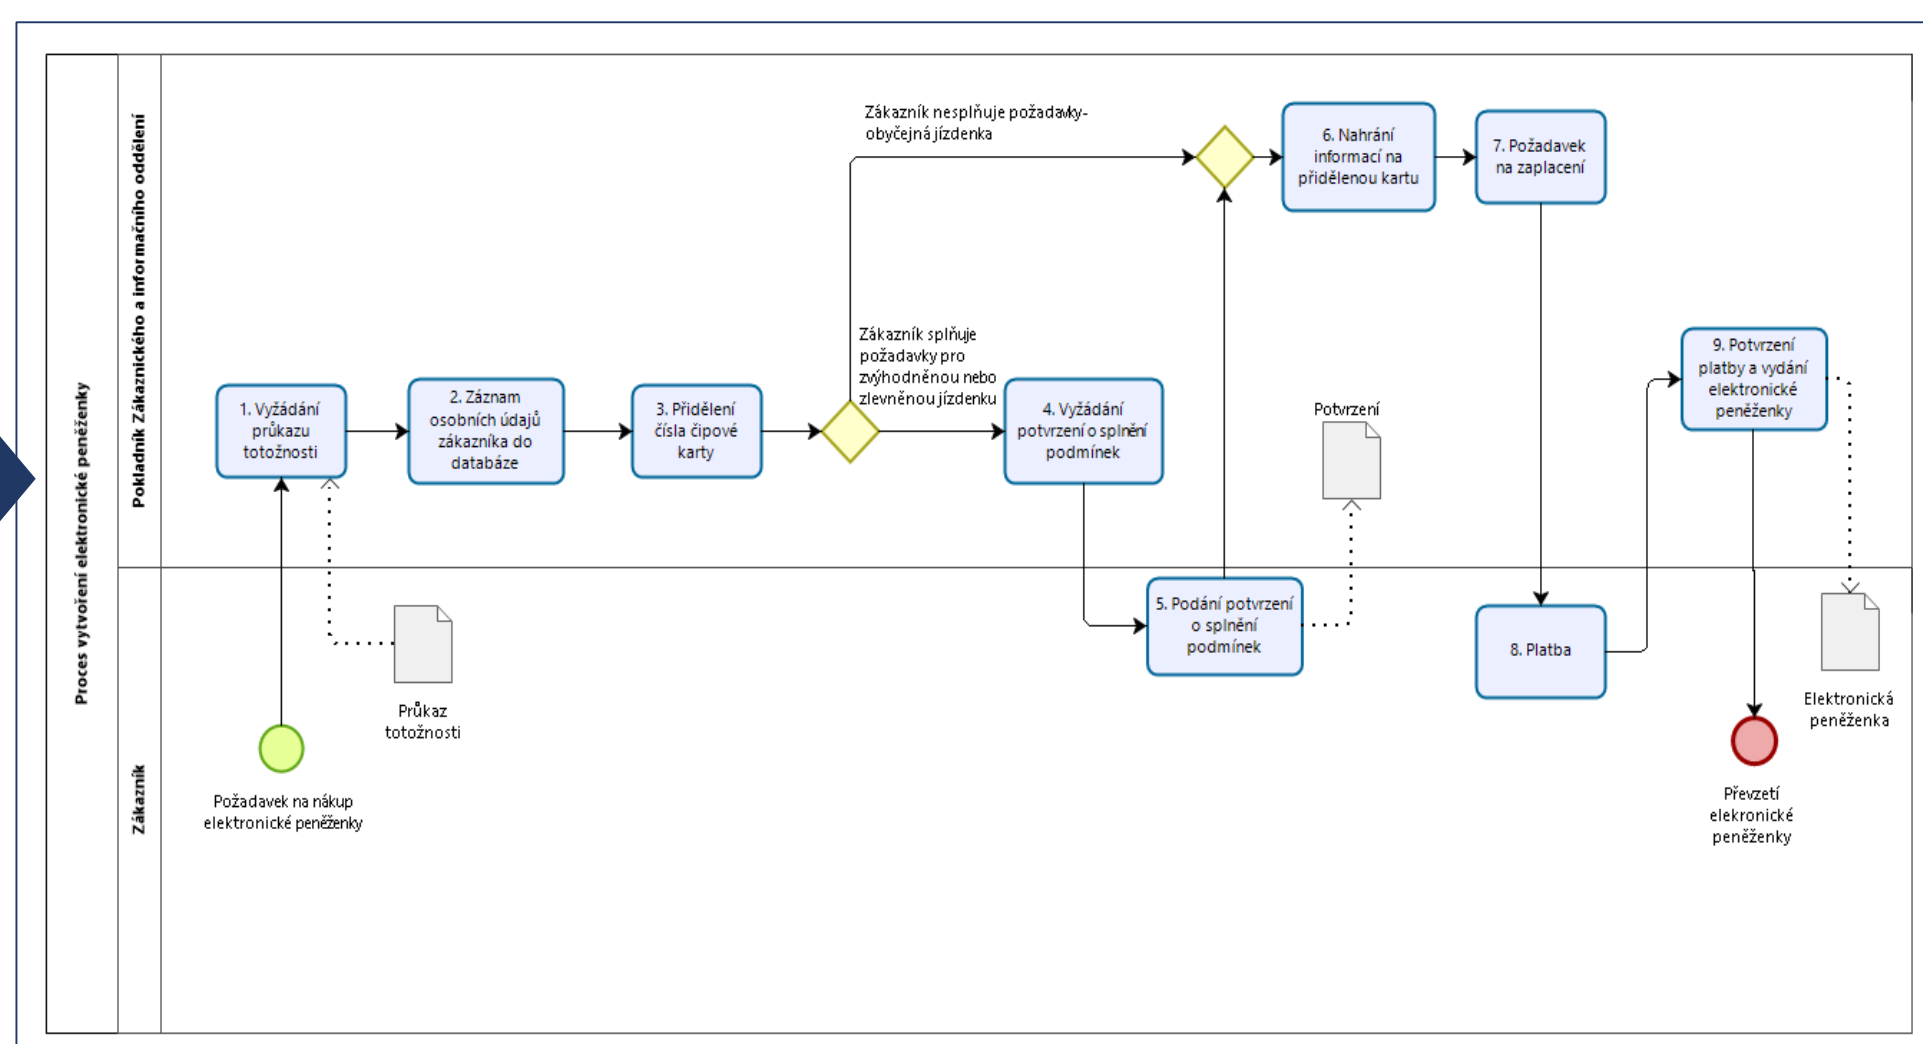 Proces vytvoření elektronické peněženky
Pokladník Zákaznického a informačního oddělení
Zákazník nesplňuje požadavky-
obyčejná jízdenka
6. Nahrání
informací na
přidělenou kartu
7. Požadavek
na zaplacení
Zákazník splňuje
požadavky pro
zvýhodněnou nebo
zlevněnou jízdenku
1. Vyžádání
průkazu
totožnosti
2. Záznam
osobních údajů
zákazníka do
databáze
3. Přidělení
čísla čipové
karty
4. Vyžádání
potvrzení o splnění
podmínek
Potvrzení
9. Potvrzení
platby a vydání
elektronické
peněženky
Zákazník
5. Podání potvrzení
o splnění
podmínek
8. Platba
Průkaz
totožnosti
Elektronická
peněženka
Požadavek na nákup
elektronické peněženky
Převzetí
elekronické
peněženky